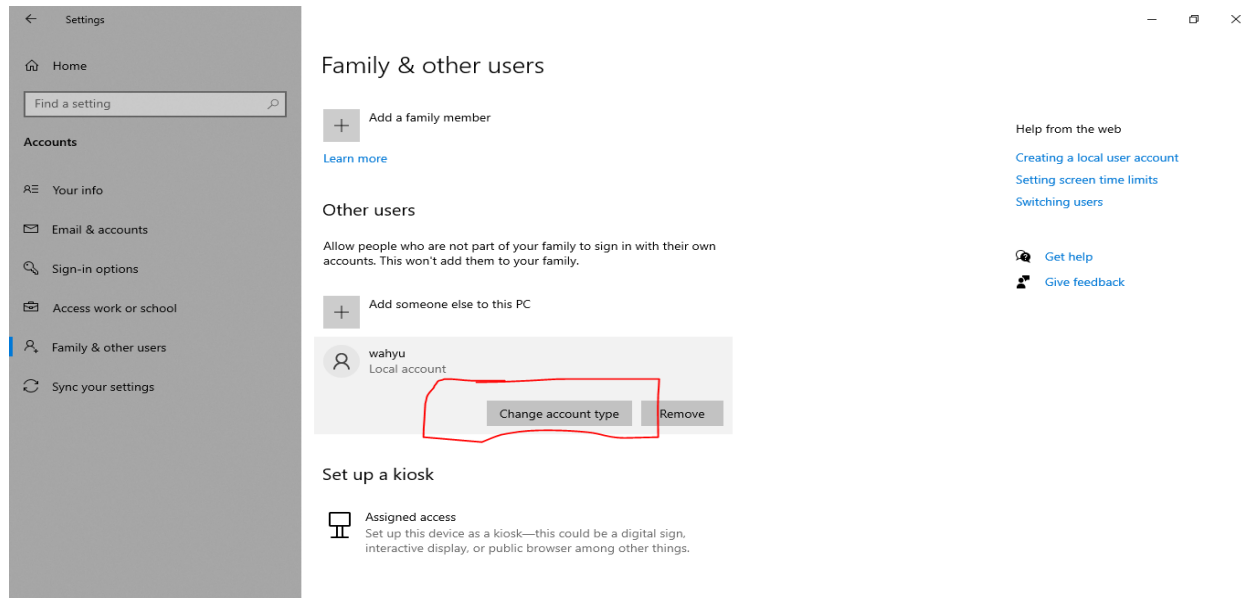 Settings
Home
Find a setting
Accounts
Your info
Email & accounts
Sign-in options
Access work or school
Family & other users
Sync your settings
Family & other users
Add a family member
Learn more
Other users
Allow people who are not part of your family to sign in with their own
accounts. This won't add them to your family.
Add someone else to this PC
wahyu
Local account
Change account type
Remove
Set up a kiosk
Assigned access
Set up this device as a kiosk—this could be a digital sign,
interactive display, or public browser among other things.
Help from the web
Creating a local user account
Setting screen time limits
Switching users
Get help
Give feedback